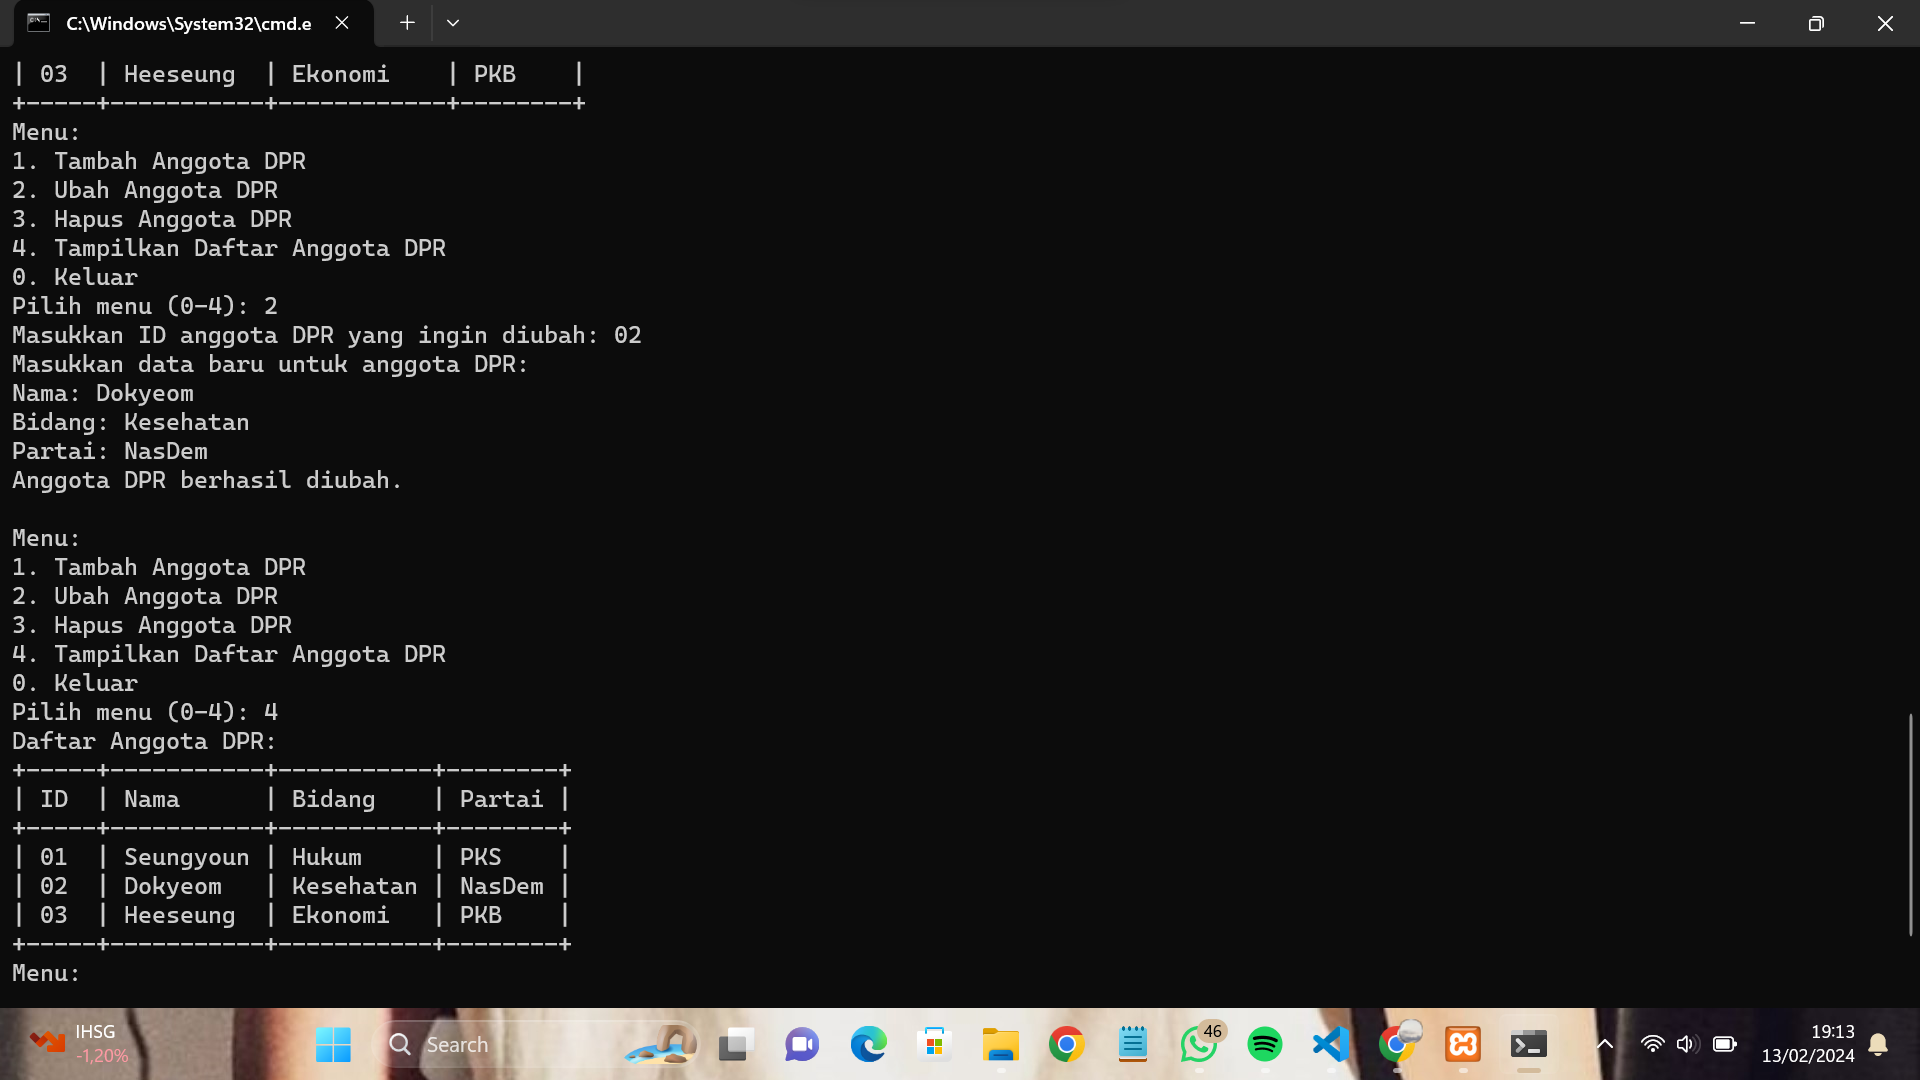 C:\Windows\System32\cmd.e
| 03  | Heeseung  | Ekonomi    | PKB    |
+-----+-----------+------------+--------+
Menu:
1. Tambah Anggota DPR
2. Ubah Anggota DPR
3. Hapus Anggota DPR
4. Tampilkan Daftar Anggota DPR
0. Keluar
Pilih menu (0-4): 2
Masukkan ID anggota DPR yang ingin diubah: 02
Masukkan data baru untuk anggota DPR:
Nama: Dokyeom
Bidang: Kesehatan
Partai: NasDem
Anggota DPR berhasil diubah.

Menu:
1. Tambah Anggota DPR
2. Ubah Anggota DPR
3. Hapus Anggota DPR
4. Tampilkan Daftar Anggota DPR
0. Keluar
Pilih menu (0-4): 4
Daftar Anggota DPR:
+-----+-----------+-----------+--------+
| ID  | Nama      | Bidang    | Partai |
+-----+-----------+-----------+--------+
| 01  | Seungyoun | Hukum     | PKS    |
| 02  | Dokyeom   | Kesehatan | NasDem |
| 03  | Heeseung  | Ekonomi   | PKB    |
+-----+-----------+-----------+--------+
Menu:
IHSG
-1,20%
Search
46
19:13
13/02/2024